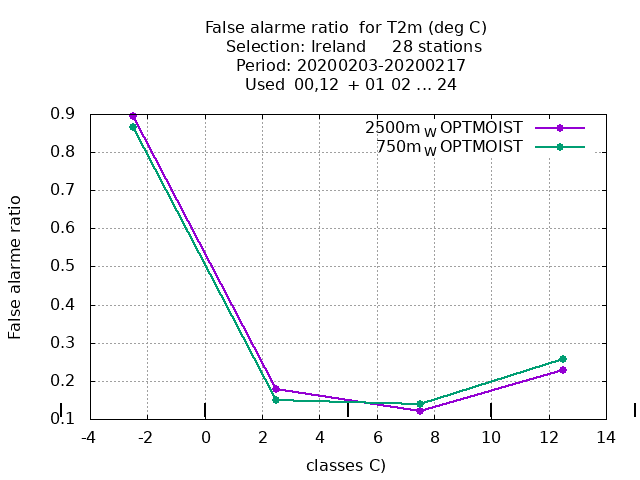 False alarme ratio  for T2m (deg C)
Selection: Ireland     28 stations
Period: 20200203-20200217
Used  00,12  + 01 02 ... 24
2500m W OPTMOIST
750m W OPTMOIST
False alarme ratio
0.9
0.8
0.7
0.6
0.5
0.4
0.3
0.2
0.1
-4 -2 0 2 4 6 8 10 12 14
classes C)